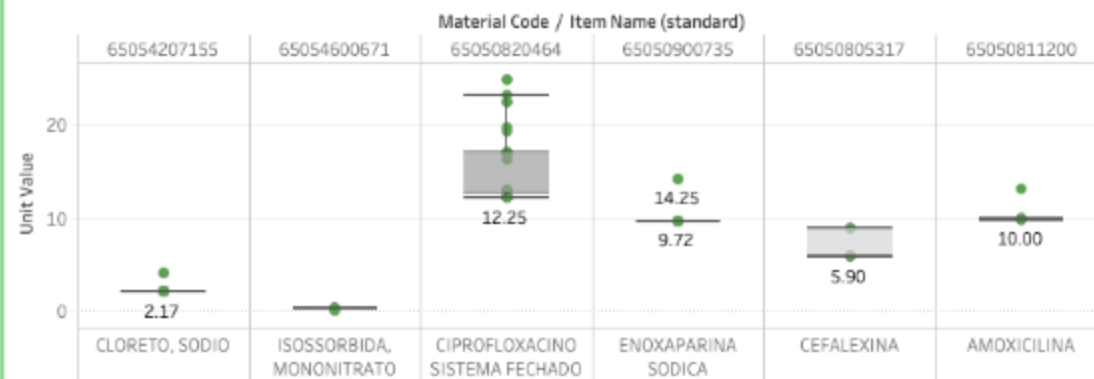 Material Code / Item Name (standard)
65054207155 65054600671 65050820464 65050900735 65050805317 65050811200
Unit Value
20
10
0
2.17
12.25
14.25
9.72
5.90
10.00
CLORETO, SODIO
ISOSSORBIDA,
MONONITRATO
CIPROFLOXACINO
SISTEMA FECHADO
ENOXAPARINA
SODICA
CEFALEXINA
AMOXICILINA